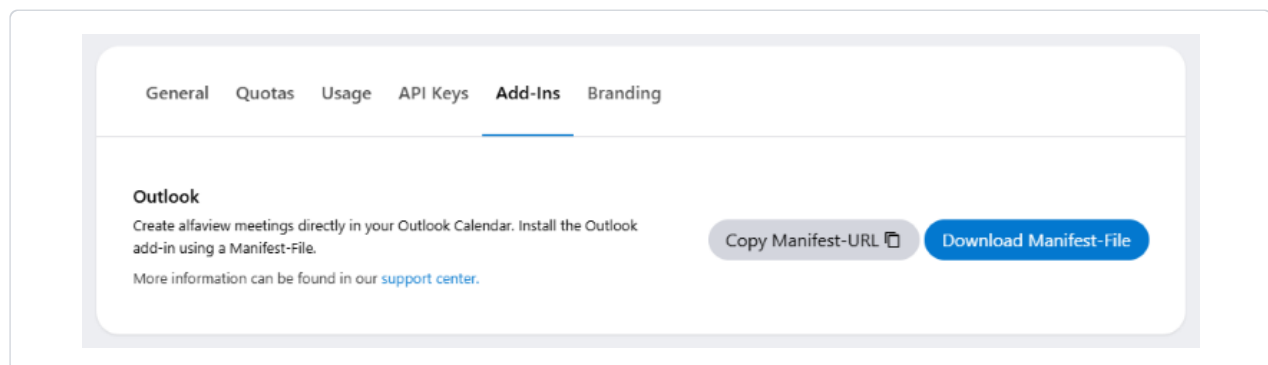 General Quotas Usage API Keys Add-Ins Branding
Outlook
Create alfaview meetings directly in your Outlook Calendar. Install the Outlook
add-in using a Manifest-File.
More information can be found in our support center.
Copy Manifest-URL
Download Manifest-File